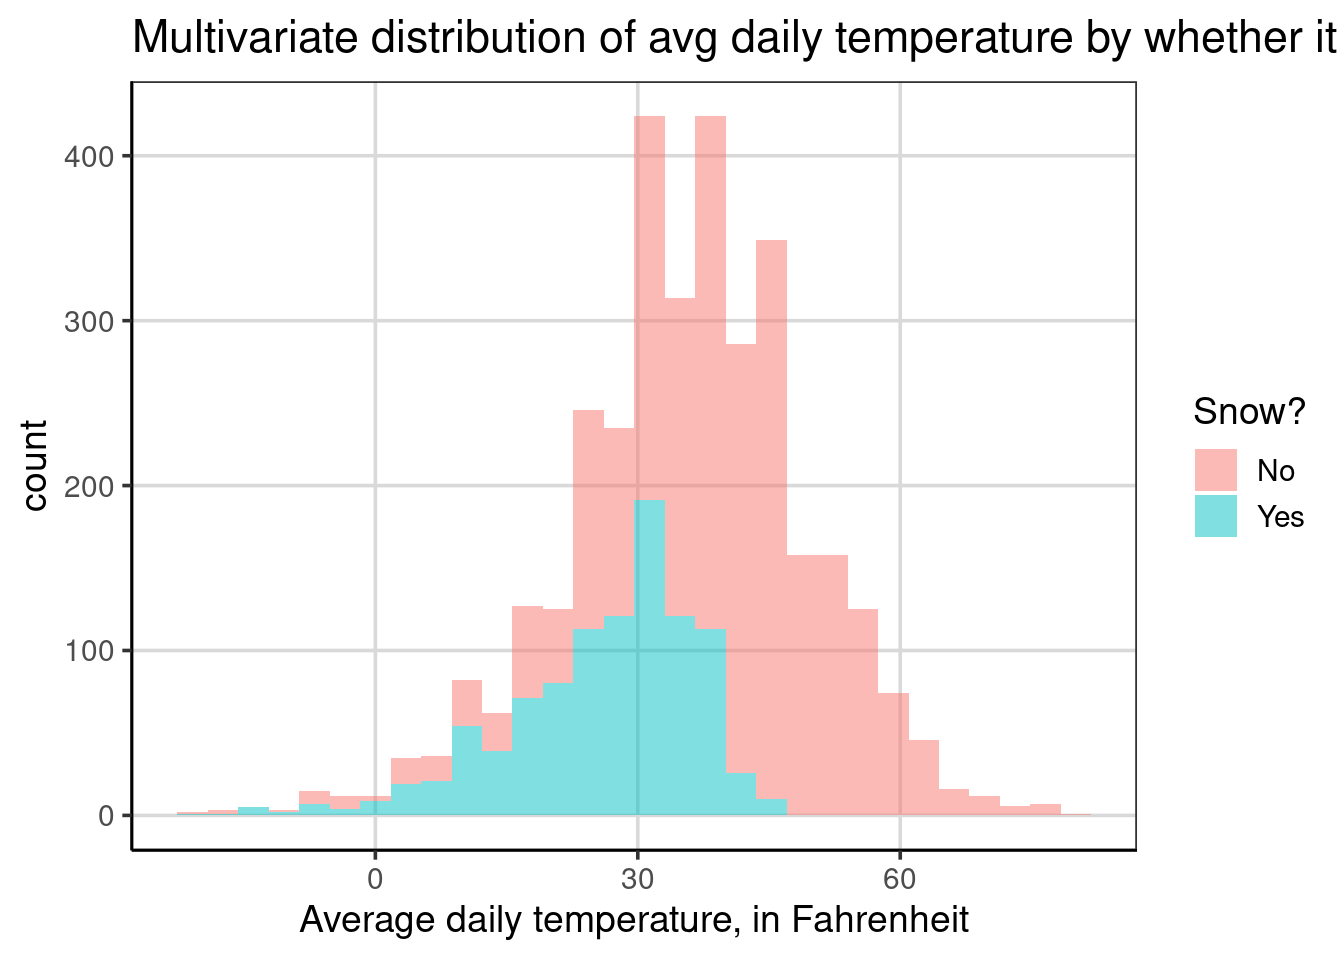 Multivariate distribution of avg daily temperature by whether it
400
300
200
100
0
count
0 30 60
Average daily temperature, in Fahrenheit
Snow?
No
Yes